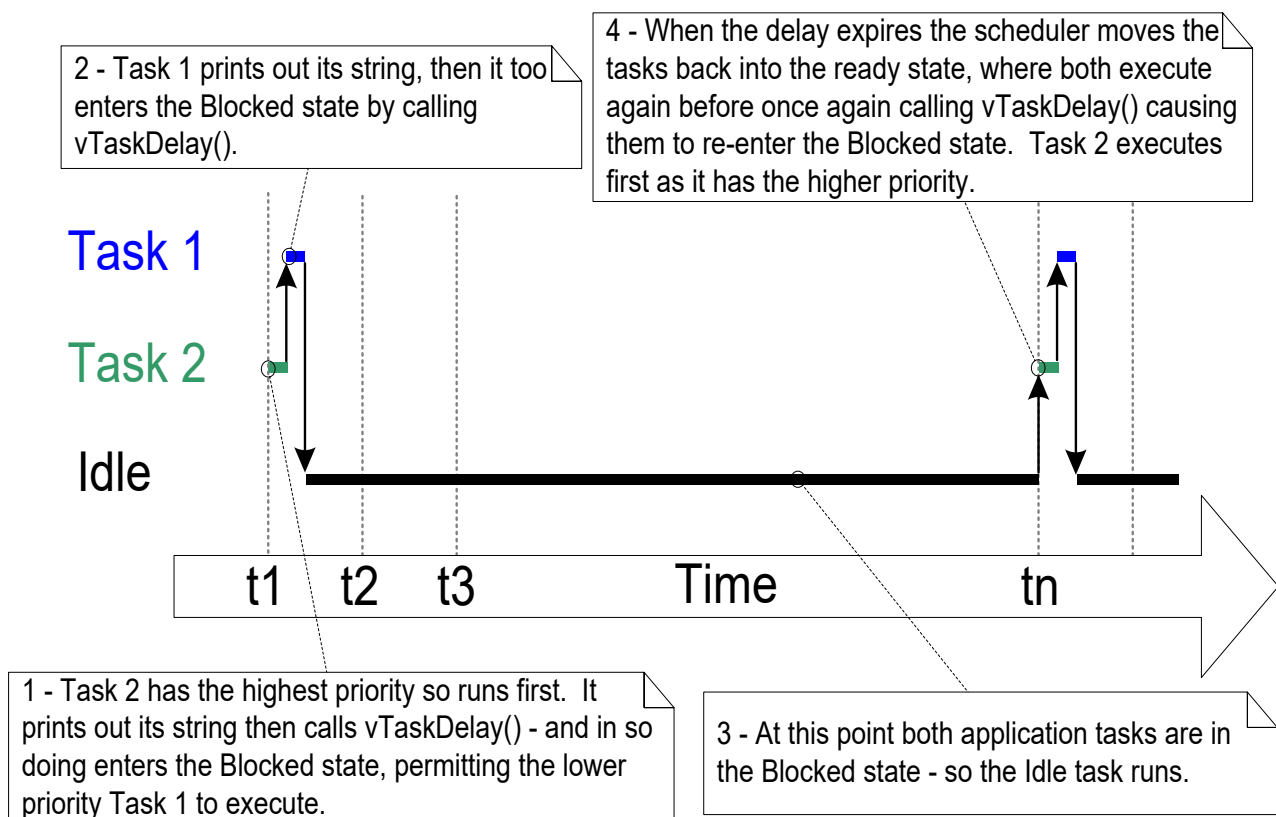 2 - Task 1 prints out its string, then it too
enters the Blocked state by calling
vTaskDelay().
4 - When the delay expires the scheduler moves the
tasks back into the ready state, where both execute
again before once again calling vTaskDelay() causing
them to re-enter the Blocked state.  Task 2 executes
first as it has the higher priority.
Task 1
Task 2
Idle
t1 t2 t3 Time tn
1 - Task 2 has the highest priority so runs first.  It
prints out its string then calls vTaskDelay() - and in so
doing enters the Blocked state, permitting the lower
priority Task 1 to execute.
3 - At this point both application tasks are in
the Blocked state - so the Idle task runs.